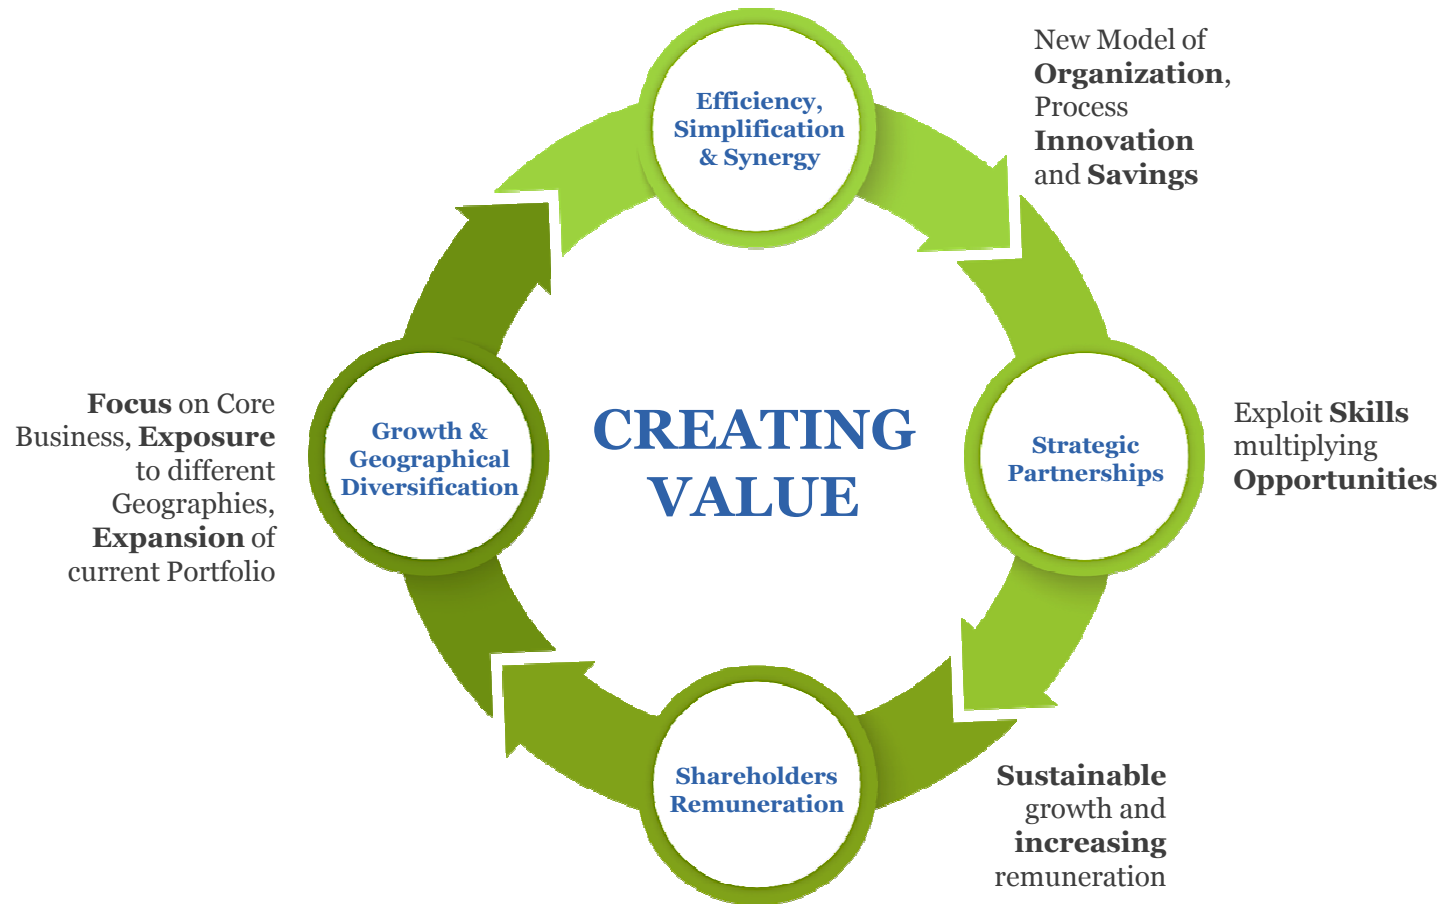 Efficiency,
Simplification
& Synergy
New Model of
Organization,
Process
Innovation
and Savings
Focus on Core
Business, Exposure
to different
Geographies,
Expansion of
current Portfolio
Growth &
Geographical
Diversification
CREATING
VALUE
Strategic
Partnerships
Exploit Skills
multiplying
Opportunities
Shareholders
Remuneration
Sustainable
growth and
increasing
remuneration